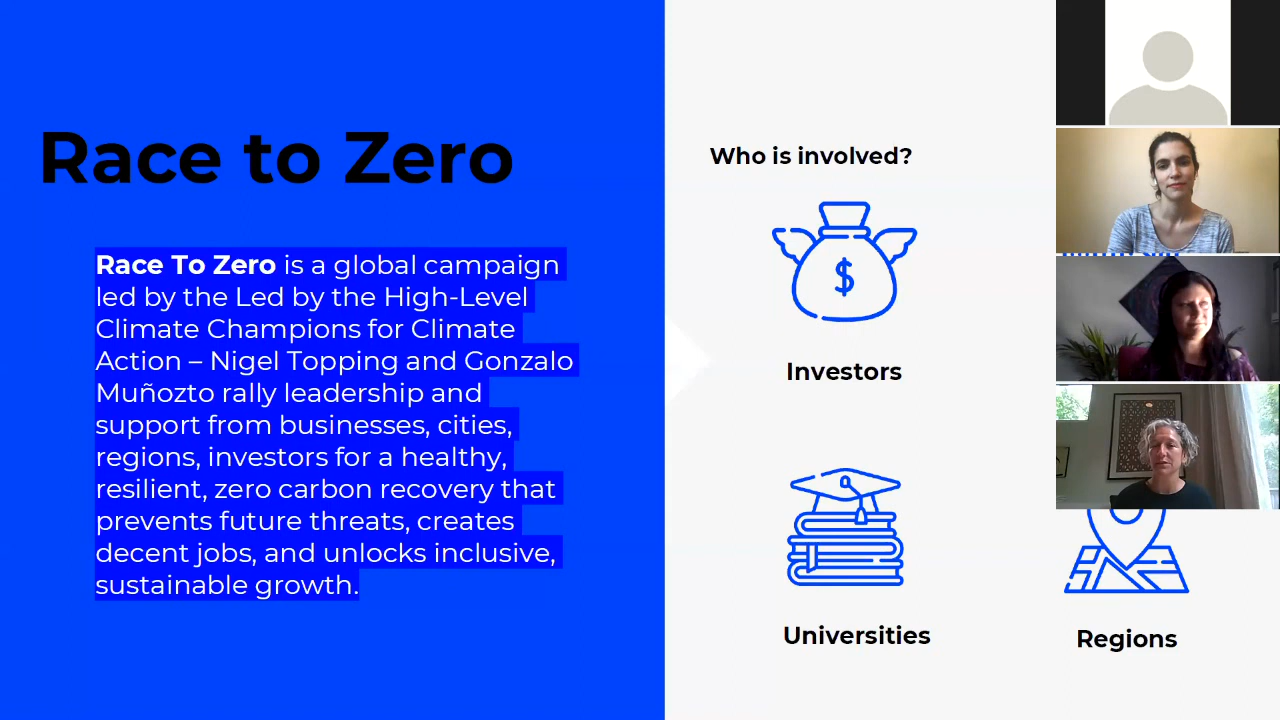 Race to Zero
Race To Zero is a global campaign
led by the Led by the High-Level
Climate Champions for Climate
Action – Nigel Topping and Gonzalo
Muñozto rally leadership and
support from businesses, cities,
regions, investors for a healthy,
resilient, zero carbon recovery that
prevents future threats, creates
decent jobs, and unlocks inclusive,
sustainable growth.
Who is involved?
$
Investors
Universities
Regions